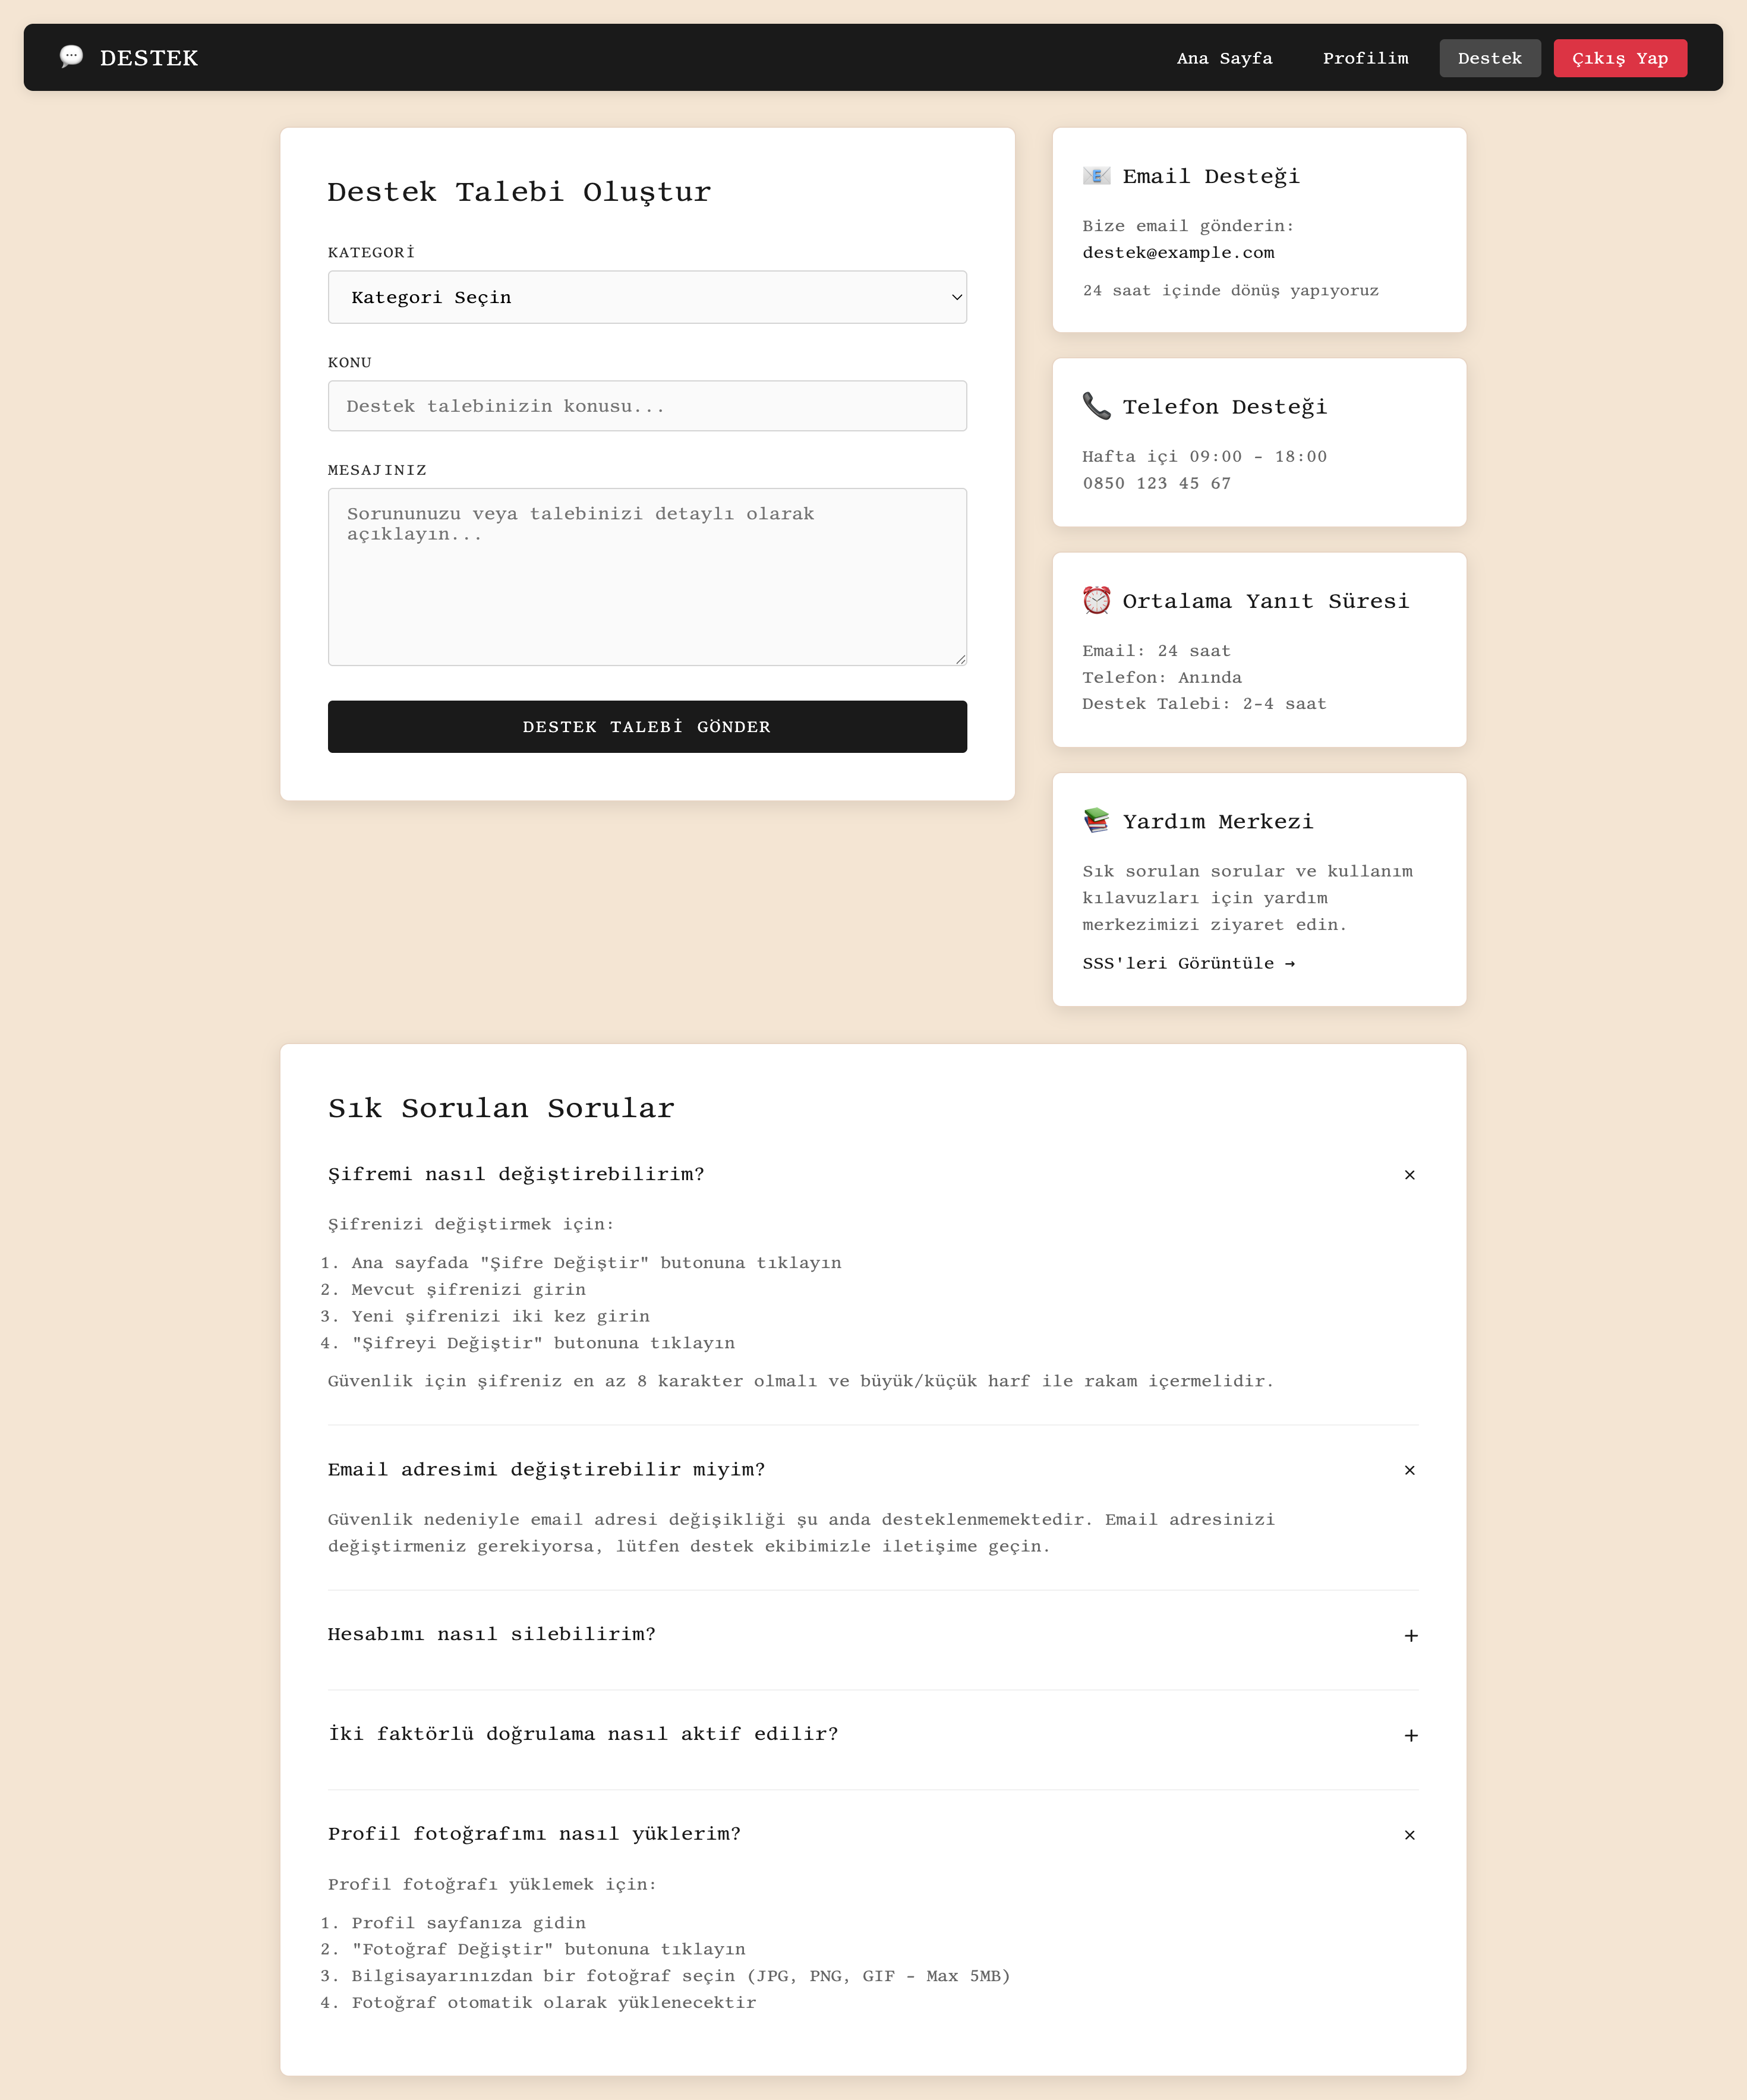 DESTEK
Ana Sayfa
Profilim
Destek
Çıkış Yap
Destek Talebi Oluştur
KATEGORİ
Kategori Seçin
KONU
Destek talebinizin konusu...
MESAJINIZ
Sorununuzu veya talebinizi detaylı olarak
açıklayın...
DESTEK TALEBİ GÖNDER
Email Desteği
Bize email gönderin:
destek@example.com
24 saat içinde dönüş yapıyoruz
Telefon Desteği
Hafta içi 09:00 - 18:00
0850 123 45 67
Ortalama Yanıt Süresi
Email: 24 saat
Telefon: Anında
Destek Talebi: 2-4 saat
Yardım Merkezi
Sık sorulan sorular ve kullanım
kılavuzları için yardım
merkezimizi ziyaret edin.
SSS'leri Görüntüle →
Sık Sorulan Sorular
Şifremi nasıl değiştirebilirim?
Şifrenizi değiştirmek için:
1. Ana sayfada "Şifre Değiştir" butonuna tıklayın
2. Mevcut şifrenizi girin
3. Yeni şifrenizi iki kez girin
4. "Şifreyi Değiştir" butonuna tıklayın
Güvenlik için şifreniz en az 8 karakter olmalı ve büyük/küçük harf ile rakam içermelidir.
Email adresimi değiştirebilir miyim?
Güvenlik nedeniyle email adresi değişikliği şu anda desteklenmemektedir. Email adresinizi
değiştirmeniz gerekiyorsa, lütfen destek ekibimizle iletişime geçin.
Hesabımı nasıl silebilirim?
İki faktörlü doğrulama nasıl aktif edilir?
Profil fotoğrafımı nasıl yüklerim?
Profil fotoğrafı yüklemek için:
1. Profil sayfanıza gidin
2. "Fotoğraf Değiştir" butonuna tıklayın
3. Bilgisayarınızdan bir fotoğraf seçin (JPG, PNG, GIF - Max 5MB)
4. Fotoğraf otomatik olarak yüklenecektir